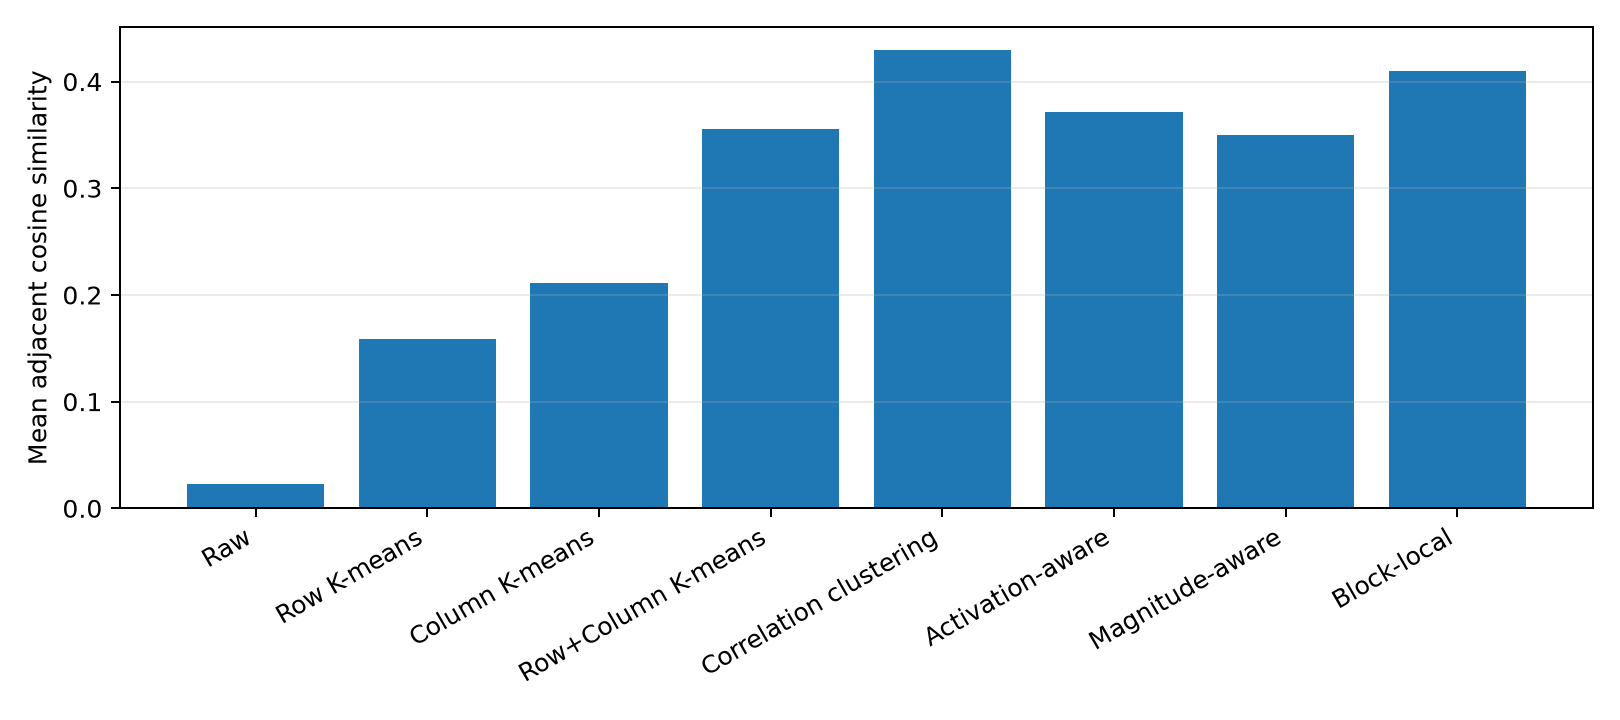 Mean adjacent cosine similarity
0.4
0.3
0.2
0.1
0.0
Raw
Row K-means
Column K-means
Row+Column K-means
Correlation clustering
Activation-aware
Magnitude-aware
Block-local